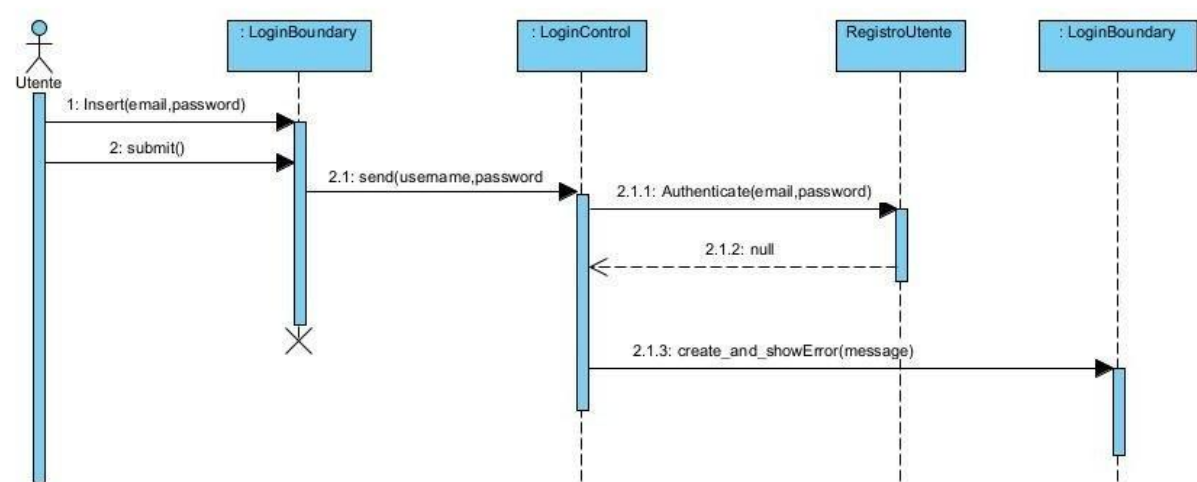 : LoginBoundary
: LoginControl
RegistroUtente
: LoginBoundary
Utente
1: Insert(email,password)
2: submit()
2.1: send(username,password
2.1.1: Authenticate(email,password)
2.1.2: null
2.1.3: create_and_showError(message)